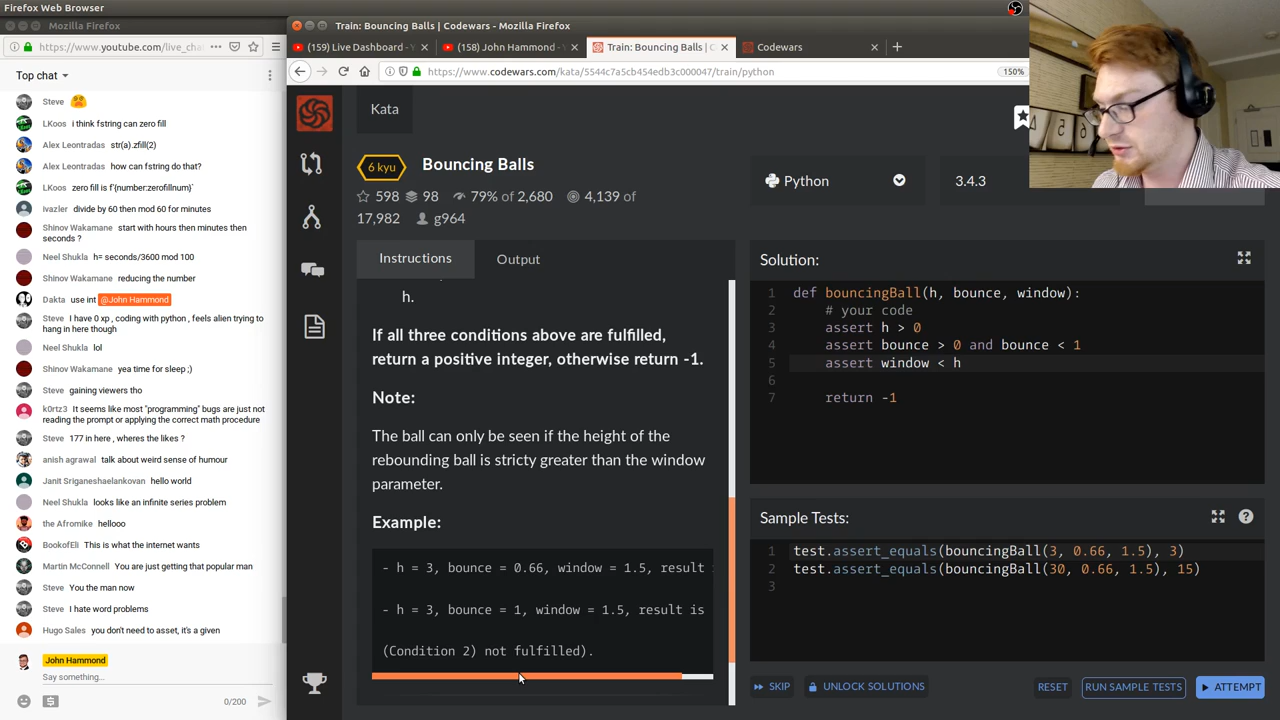 Firefox Web Browser
Mozilla Firefox
Train: Bouncing Balls | Codewars - Mozilla Firefox
https://www.youtube.com/live_cha
(159) Live Dashboard - Y
(158) John Hammond -
Train: Bouncing Balls | C
Codewars
https://www.codewars.com/kata/5544c7a5cb454edb3c000047/train/python
150%
Top chat
Steve
LKoos i think fstring can zero fill
Alex Leontradas str(a).zfill(2)
Alex Leontradas how can fstring do that?
LKoos zero fill is f'{number:zerofillnum}`
ivazler divide by 60 then mod 60 for minutes
Shinov Wakamane start with hours then minutes then
seconds ?
Neel Shukla h= seconds/3600 mod 100
Shinov Wakamane reducing the number
Dakta use int @John Hammond
Steve I have 0 xp , coding with python , feels alien trying to
hang in here though
Neel Shukla lol
Shinov Wakamane yea time for sleep ;)
Steve gaining viewers tho
k0rtz3 It seems like most "programming" bugs are just not
reading the prompt or applying the correct math procedure
Steve 177 in here , wheres the likes ?
anish agrawal talk about weird sense of humour
Janit Sriganeshaelankovan hello world
Neel Shukla looks like an infinite series problem
the Afromike hellooo
BookofEli This is what the internet wants
Martin McConnell You are just getting that popular man
Steve You the man now
Steve I hate word problems
Hugo Sales you don't need to asset, it's a given
John Hammond
Say something...
0/200
Kata
6 kyu
Bouncing Balls
598 98 79% of 2,680 4,139 of
17,982 g964
Python
3.4.3
Instructions
Output
h.
If all three conditions above are fulfilled,
return a positive integer, otherwise return -1.
Note:
The ball can only be seen if the height of the
rebounding ball is stricty greater than the window
parameter.
Example:
- h = 3, bounce = 0.66, window = 1.5, result
- h = 3, bounce = 1, window = 1.5, result is
(Condition 2) not fulfilled).
Solution:
1 def bouncingBall(h, bounce, window):
2 # your code
3 assert h > 0
4 assert bounce > 0 and bounce < 1
5 assert window < h
6
7 return -1
Sample Tests:
1 test.assert_equals(bouncingBall(3, 0.66, 1.5), 3)
2 test.assert_equals(bouncingBall(30, 0.66, 1.5), 15)
3
SKIP
UNLOCK SOLUTIONS
RESET
RUN SAMPLE TESTS
ATTEMPT